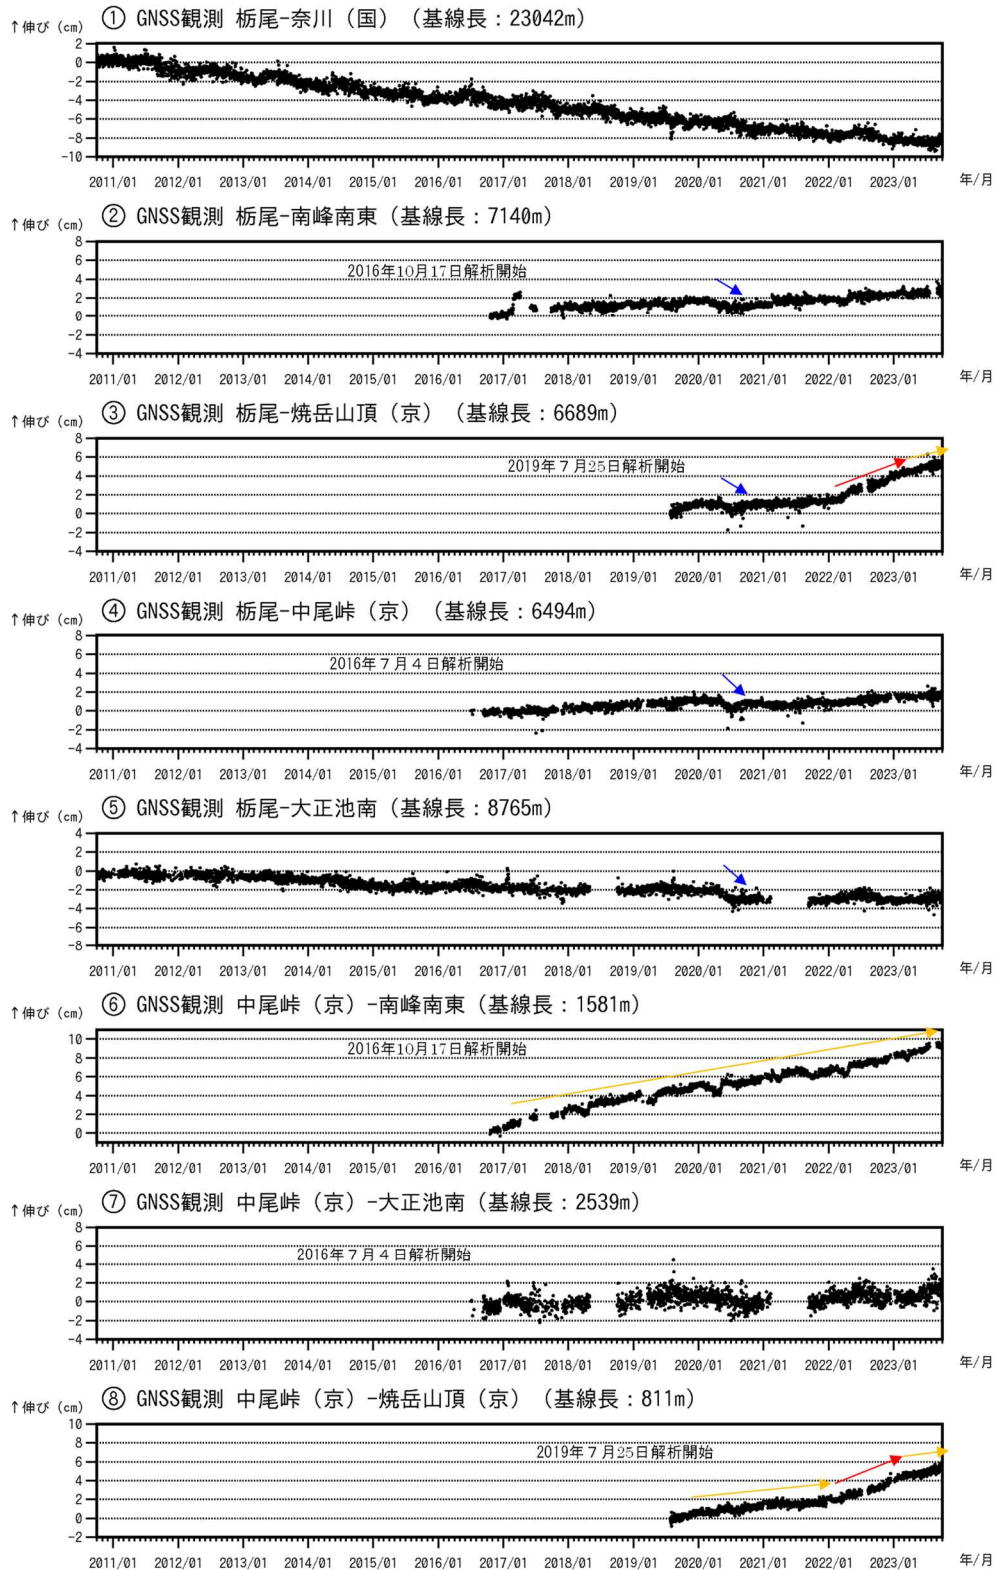 ① GNSS観測 栃尾-奈川（国）（基線長：23042m）
↑伸び（cm）
2
0
-2
-4
-6
-8
-10
2011/01 2012/01 2013/01 2014/01 2015/01 2016/01 2017/01 2018/01 2019/01 2020/01 2021/01 2022/01 2023/01 年/月
② GNSS観測 栃尾-南峰南東（基線長：7140m）
↑伸び（cm）
8
6
4
2
0
-2
-4
2016年10月17日解析開始
2011/01 2012/01 2013/01 2014/01 2015/01 2016/01 2017/01 2018/01 2019/01 2020/01 2021/01 2022/01 2023/01 年/月
③ GNSS観測 栃尾-焼岳山頂（京）（基線長：6689m）
↑伸び（cm）
8
6
4
2
0
-2
-4
2019年７月25日解析開始
2011/01 2012/01 2013/01 2014/01 2015/01 2016/01 2017/01 2018/01 2019/01 2020/01 2021/01 2022/01 2023/01 年/月
④ GNSS観測 栃尾-中尾峠（京）（基線長：6494m）
↑伸び（cm）
8
6
4
2
0
-2
-4
2016年７月４日解析開始
2011/01 2012/01 2013/01 2014/01 2015/01 2016/01 2017/01 2018/01 2019/01 2020/01 2021/01 2022/01 2023/01 年/月
⑤ GNSS観測 栃尾-大正池南（基線長：8765m）
↑伸び（cm）
4
2
0
-2
-4
-6
-8
2011/01 2012/01 2013/01 2014/01 2015/01 2016/01 2017/01 2018/01 2019/01 2020/01 2021/01 2022/01 2023/01 年/月
⑥ GNSS観測 中尾峠（京）-南峰南東（基線長：1581m）
↑伸び（cm）
10
8
6
4
2
0
2016年10月17日解析開始
2011/01 2012/01 2013/01 2014/01 2015/01 2016/01 2017/01 2018/01 2019/01 2020/01 2021/01 2022/01 2023/01 年/月
⑦ GNSS観測 中尾峠（京）-大正池南（基線長：2539m）
↑伸び（cm）
8
6
4
2
0
-2
-4
2016年７月４日解析開始
2011/01 2012/01 2013/01 2014/01 2015/01 2016/01 2017/01 2018/01 2019/01 2020/01 2021/01 2022/01 2023/01 年/月
⑧ GNSS観測 中尾峠（京）-焼岳山頂（京）（基線長：811m）
↑伸び（cm）
10
8
6
4
2
0
-2
2019年７月25日解析開始
2011/01 2012/01 2013/01 2014/01 2015/01 2016/01 2017/01 2018/01 2019/01 2020/01 2021/01 2022/01 2023/01 年/月